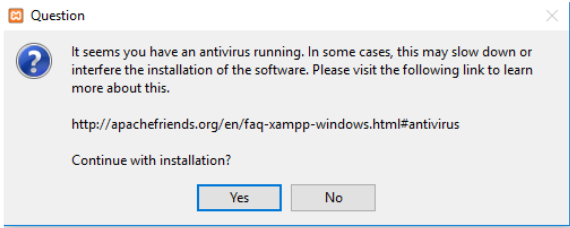 Question
It seems you have an antivirus running. In some cases, this may slow down or
interfere the installation of the software. Please visit the following link to learn
more about this.
http://apachefriends.org/en/faq-xampp-windows.html#antivirus
Continue with installation?
Yes
No